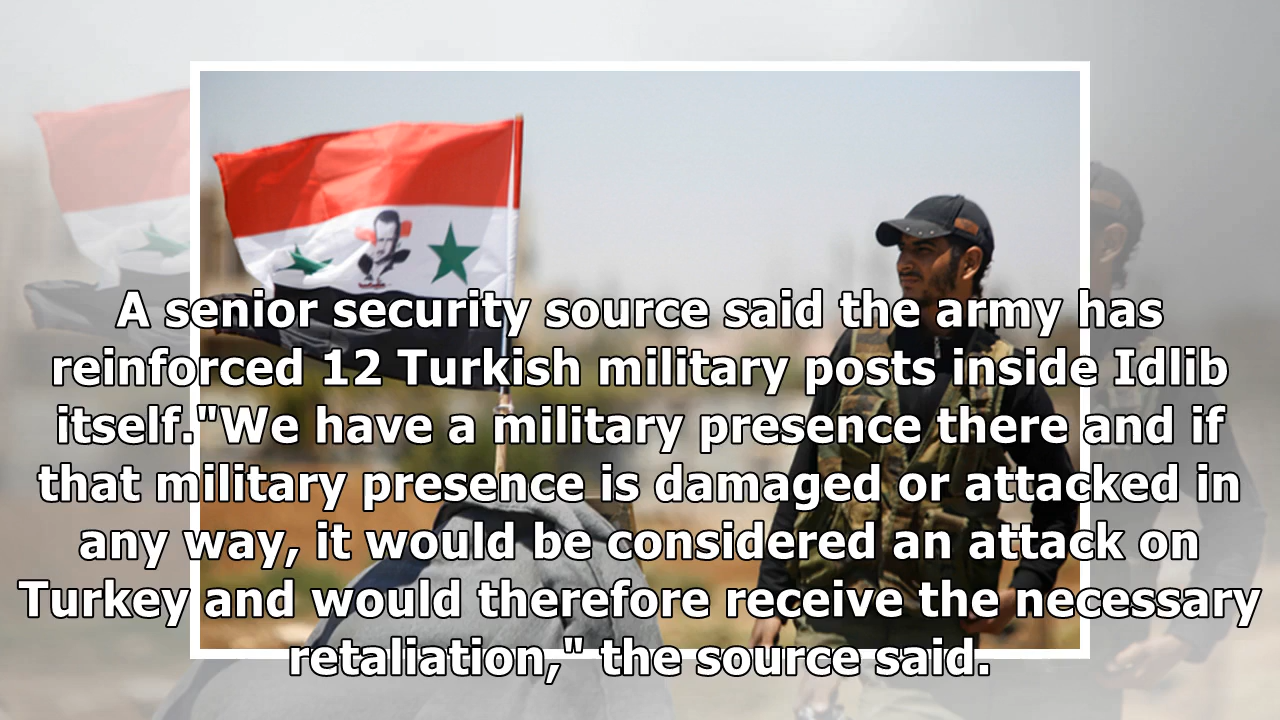 A senior security source said the army has
reinforced 12 Turkish military posts inside Idlib
itself."We have a military presence there and if
that military presence is damaged or attacked in
any way, it would be considered an attack on
Turkey and would therefore receive the necessary
retaliation," the source said.